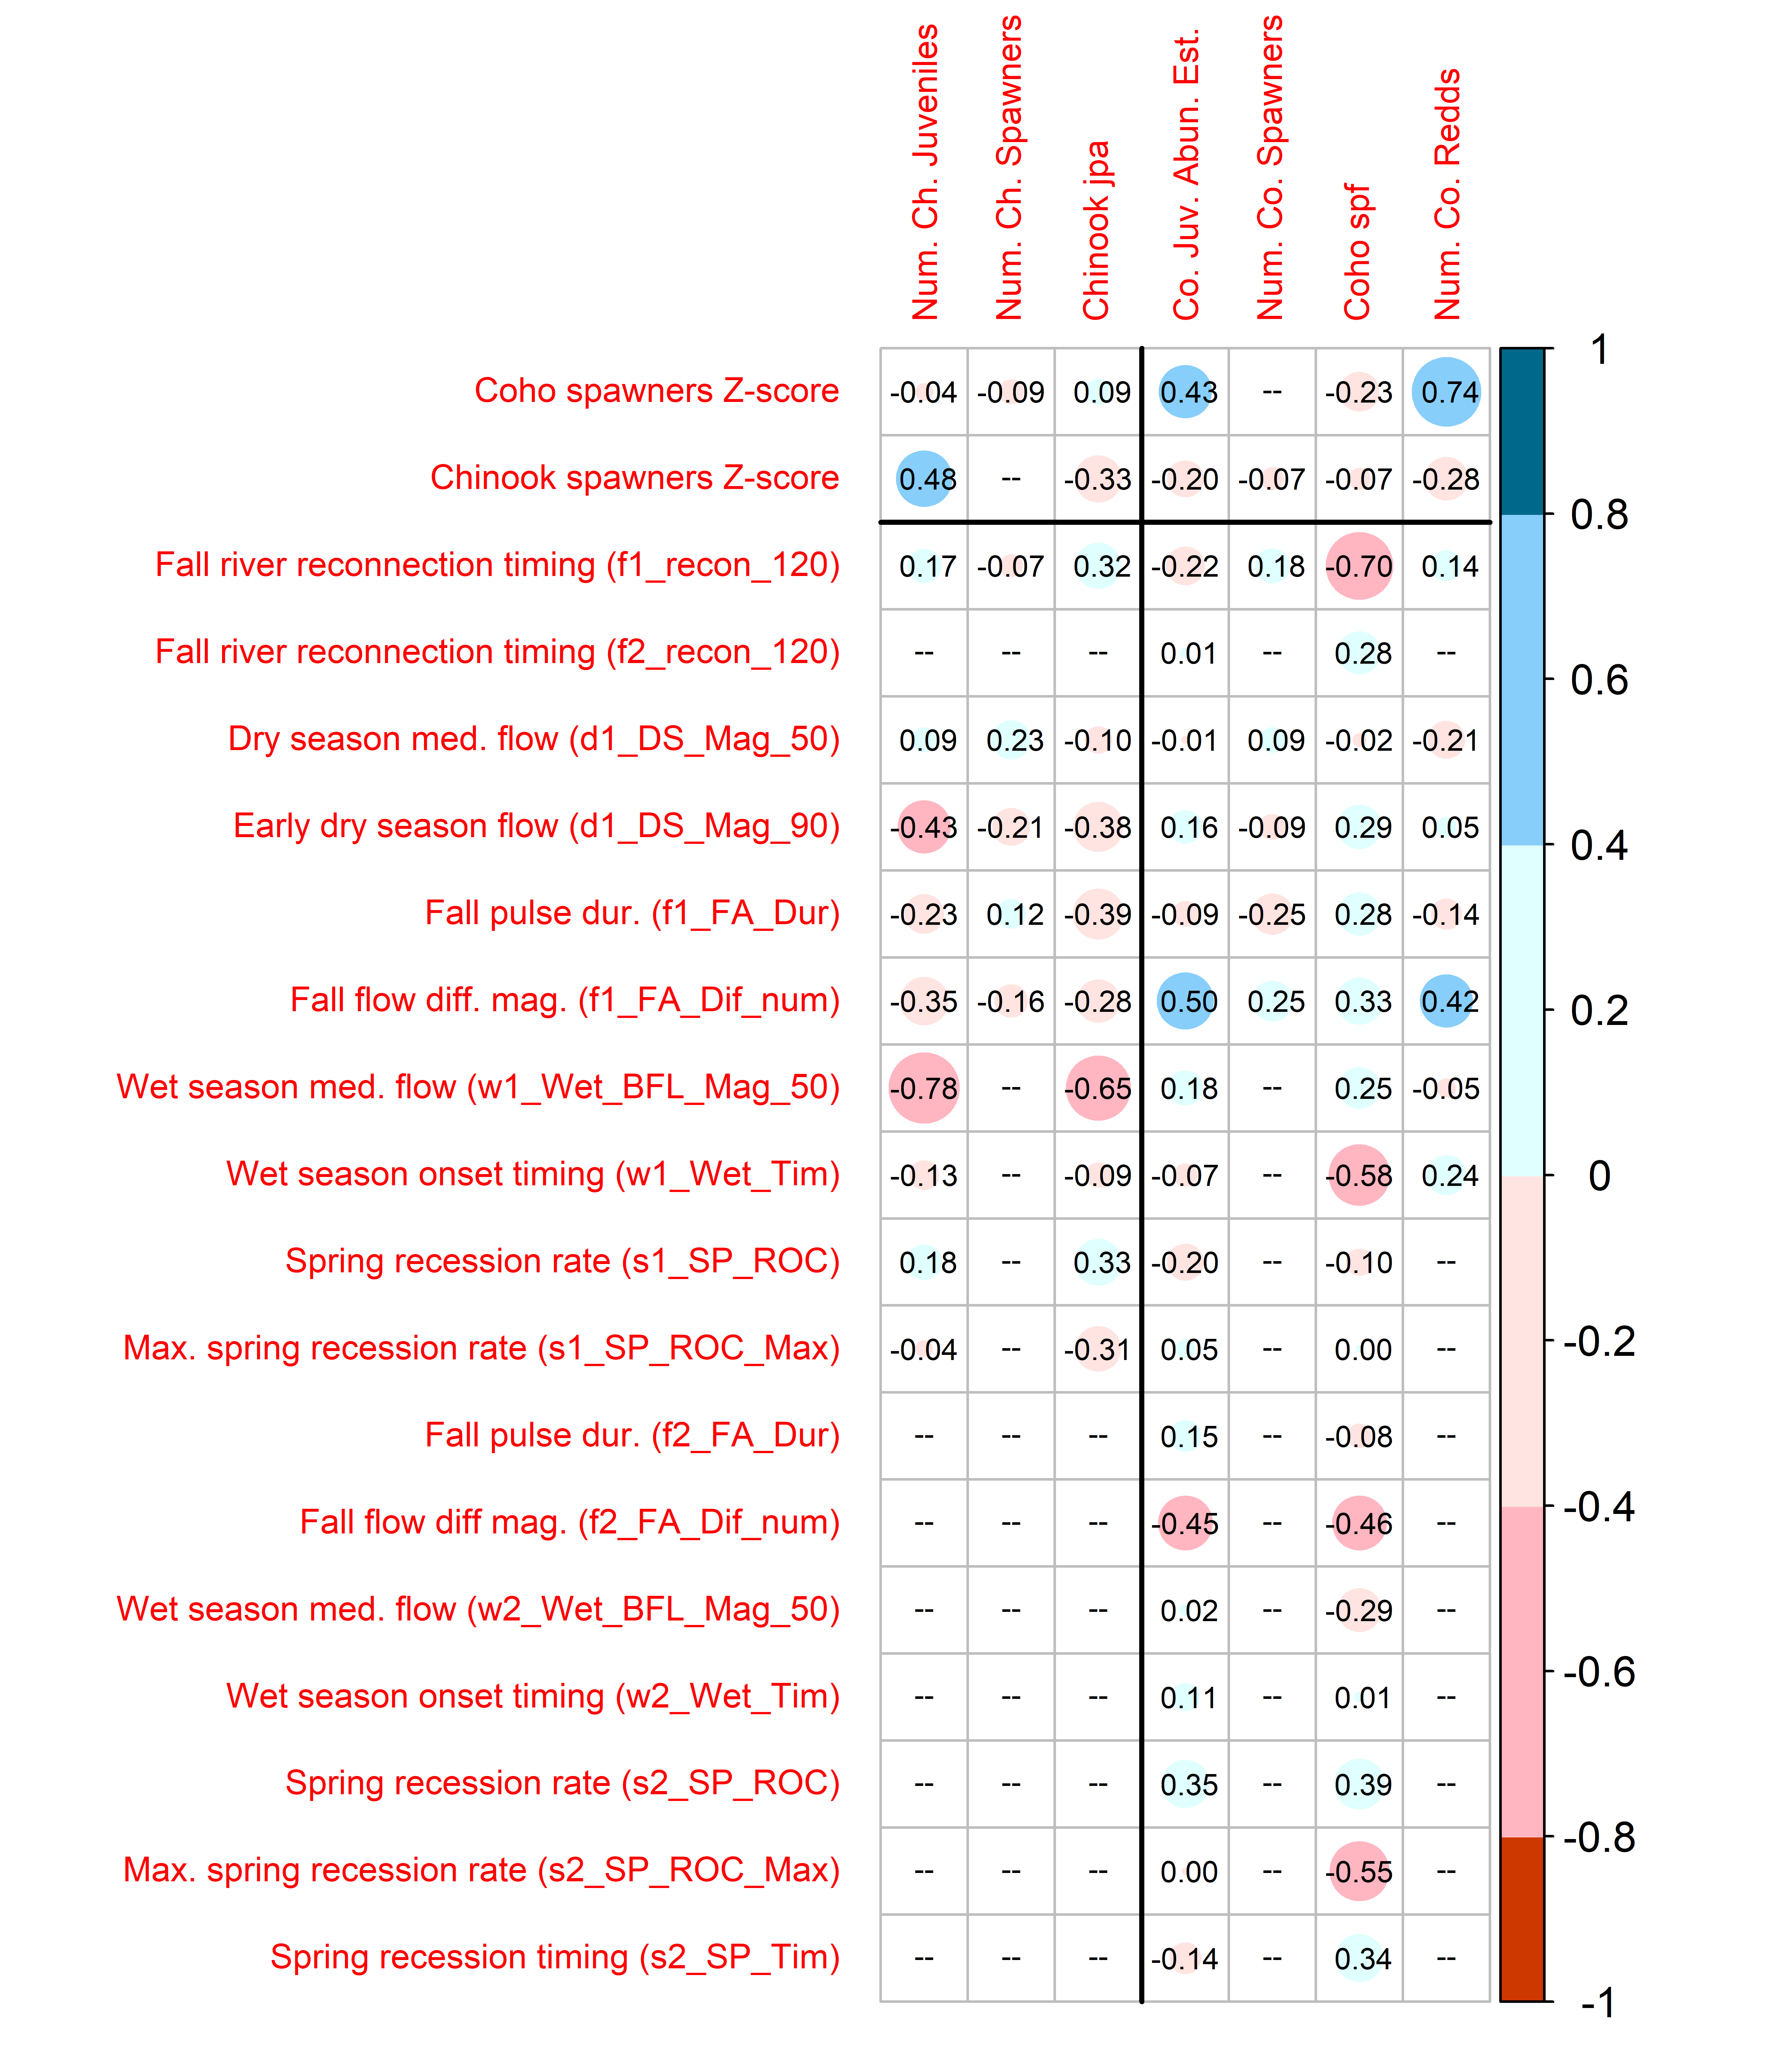 Num. Ch. Juveniles
Num. Ch. Spawners
Chinook jpa
Co. Juv. Abun. Est.
Num. Co. Spawners
Coho spf
Num. Co. Redds
Coho spawners Z-score -0.04 -0.09 0.09 0.43 -- -0.23 0.74
Chinook spawners Z-score 0.48 -- -0.33 -0.20 -0.07 -0.07 -0.28
Fall river reconnection timing (f1_recon_120) 0.17 -0.07 0.32 -0.22 0.18 -0.70 0.14
Fall river reconnection timing (f2_recon_120) -- -- -- 0.01 -- 0.28 --
Dry season med. flow (d1_DS_Mag_50) 0.09 0.23 -0.10 -0.01 0.09 -0.02 -0.21
Early dry season flow (d1_DS_Mag_90) -0.43 -0.21 -0.38 0.16 -0.09 0.29 0.05
Fall pulse dur. (f1_FA_Dur) -0.23 0.12 -0.39 -0.09 -0.25 0.28 -0.14
Fall flow diff. mag. (f1_FA_Dif_num) -0.35 -0.16 -0.28 0.50 0.25 0.33 0.42
Wet season med. flow (w1_Wet_BFL_Mag_50) -0.78 -- -0.65 0.18 -- 0.25 -0.05
Wet season onset timing (w1_Wet_Tim) -0.13 -- -0.09 -0.07 -- -0.58 0.24
Spring recession rate (s1_SP_ROC) 0.18 -- 0.33 -0.20 -- -0.10 --
Max. spring recession rate (s1_SP_ROC_Max) -0.04 -- -0.31 0.05 -- 0.00 --
Fall pulse dur. (f2_FA_Dur) -- -- -- 0.15 -- -0.08 --
Fall flow diff mag. (f2_FA_Dif_num) -- -- -- -0.45 -- -0.46 --
Wet season med. flow (w2_Wet_BFL_Mag_50) -- -- -- 0.02 -- -0.29 --
Wet season onset timing (w2_Wet_Tim) -- -- -- 0.11 -- 0.01 --
Spring recession rate (s2_SP_ROC) -- -- -- 0.35 -- 0.39 --
Max. spring recession rate (s2_SP_ROC_Max) -- -- -- 0.00 -- -0.55 --
Spring recession timing (s2_SP_Tim) -- -- -- -0.14 -- 0.34 --
1
0.8
0.6
0.4
0.2
0
-0.2
-0.4
-0.6
-0.8
-1